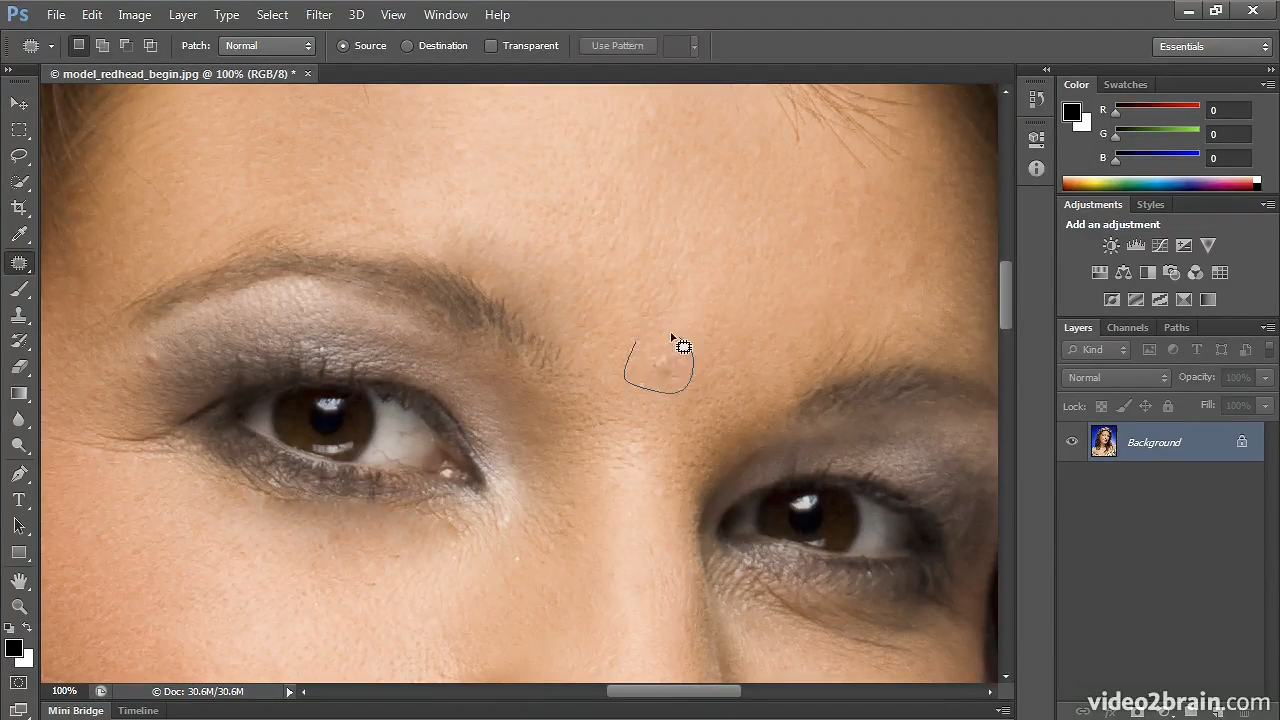 Ps File Edit Image Layer Type Select Filter 3D View Window Help
Patch: Normal Source Destination Transparent Use Pattern Essentials
© model_redhead_begin.jpg @ 100% (RGB/8) * ×
Color Swatches
R 0
G 0
B 0
Adjustments Styles
Add an adjustment
Layers Channels Paths
Kind
Normal Opacity: 100%
Lock: Fill: 100%
Background
100% © Doc: 30.6M/30.6M
Mini Bridge Timeline
video2brain.com